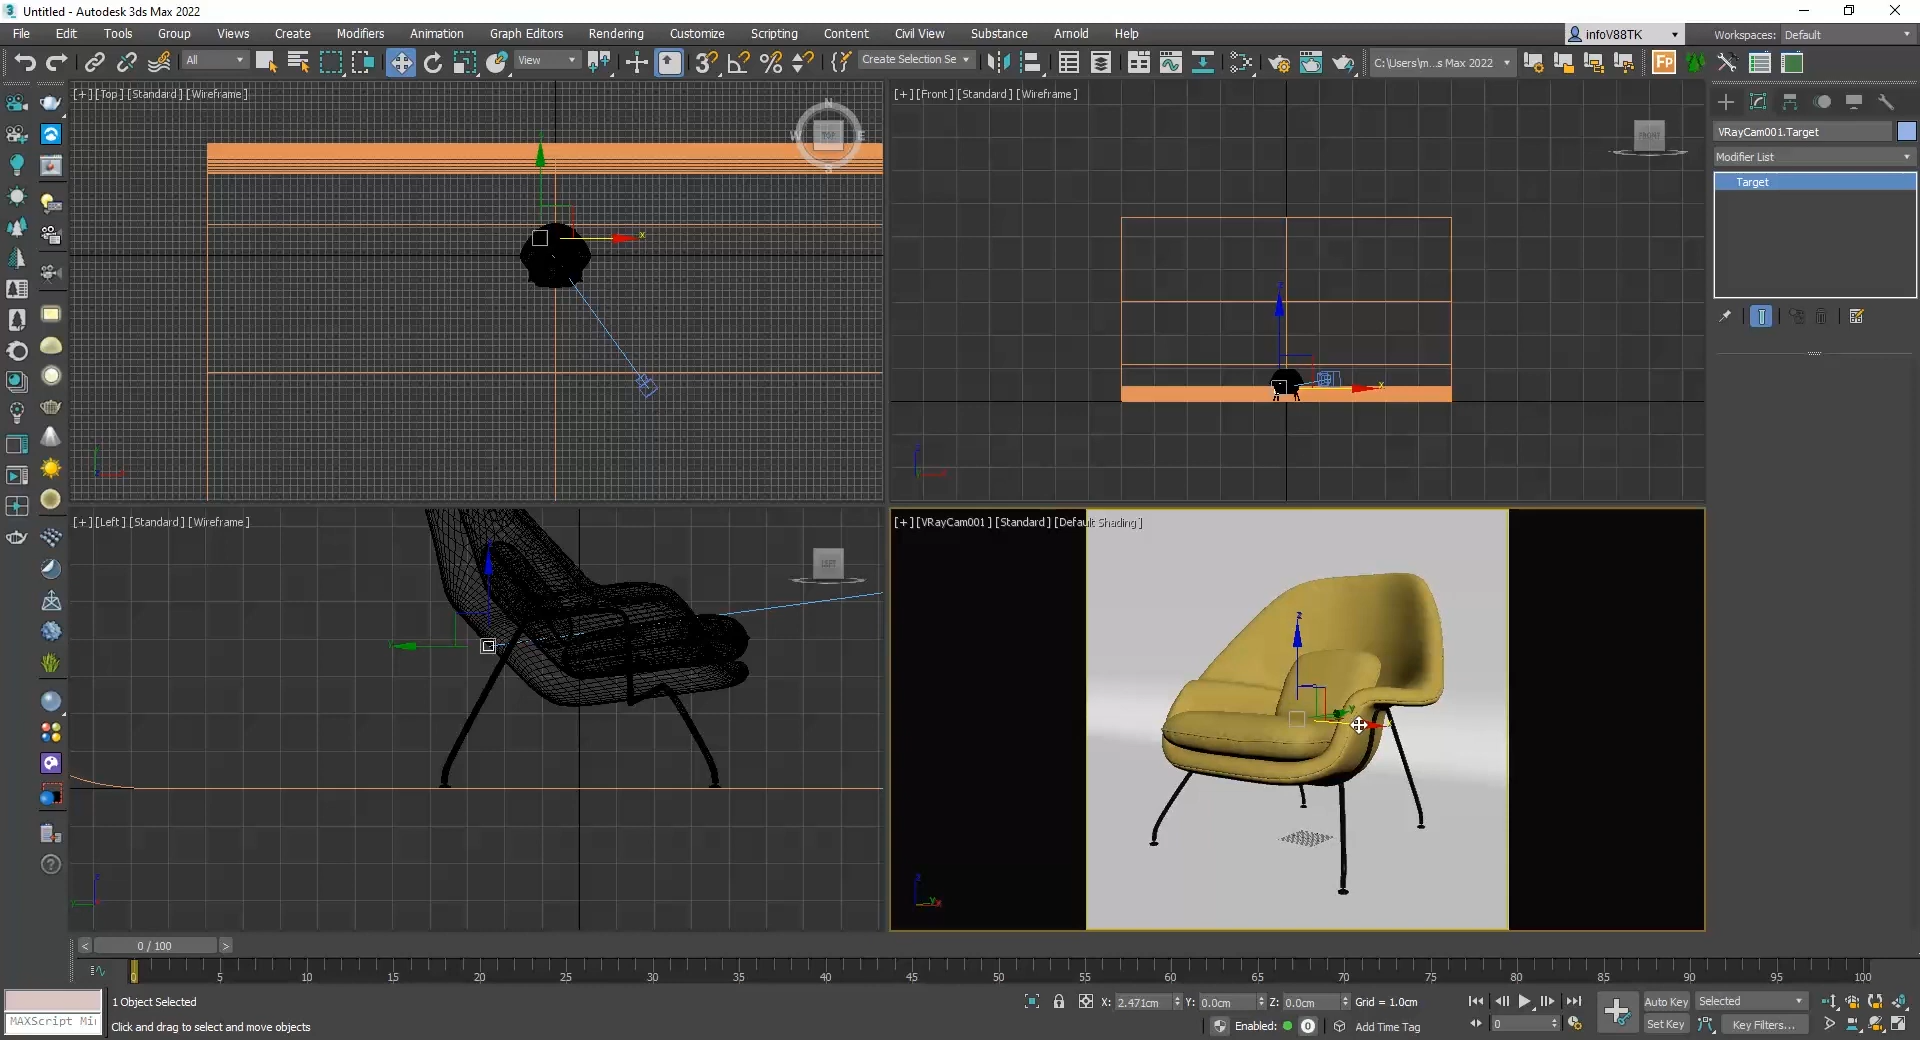 Untitled - Autodesk 3ds Max 2022
File Edit Tools Group Views Create Modifiers Animation Graph Editors Rendering Customize Scripting Content Civil View Substance Arnold Help
infoV88TK
Workspaces: Default
All
View
Create Selection Se
C:\Users\m...s Max 2022
Fp
[+] [Top] [Standard] [Wireframe]
N
W TOP E
S
x
[+] [Front] [Standard] [Wireframe]
FRONT
z
x
VRayCam001.Target
Modifier List
Target
[+] [Left] [Standard] [Wireframe]
LEFT
[+] [VRayCam001] [Standard] [Default Shading]
z
< 0 / 100 >
0 5 10 15 20 25 30 35 40 45 50 55 60 65 70 75 80 85 90 95 100
1 Object Selected
X: 2.471cm Y: 0.0cm Z: 0.0cm Grid = 1.0cm
Auto Key Selected
MAXScript Mi
Click and drag to select and move objects
Enabled: 0 Add Time Tag
0
Set Key Key Filters...